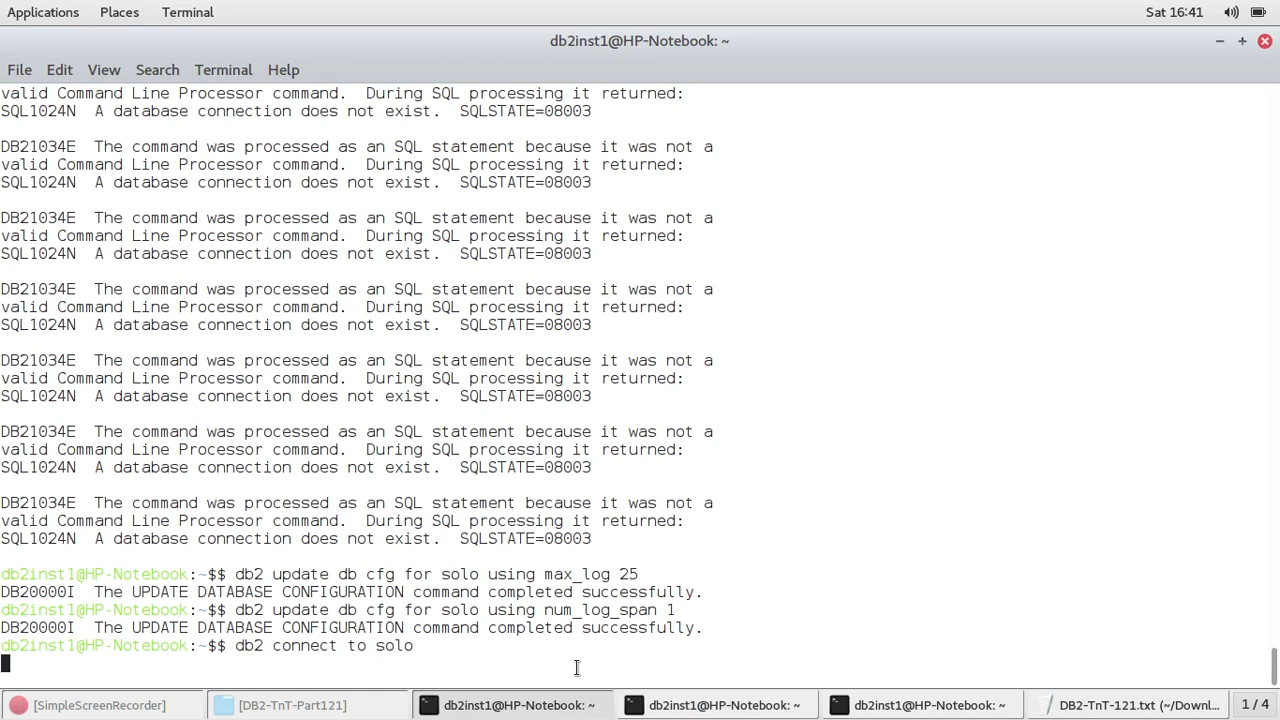 Applications Places Terminal Sat 16:41
db2inst1@HP-Notebook: ~
File Edit View Search Terminal Help
valid Command Line Processor command.  During SQL processing it returned:
SQL1024N  A database connection does not exist.  SQLSTATE=08003
DB21034E  The command was processed as an SQL statement because it was not a
valid Command Line Processor command.  During SQL processing it returned:
SQL1024N  A database connection does not exist.  SQLSTATE=08003
DB21034E  The command was processed as an SQL statement because it was not a
valid Command Line Processor command.  During SQL processing it returned:
SQL1024N  A database connection does not exist.  SQLSTATE=08003
DB21034E  The command was processed as an SQL statement because it was not a
valid Command Line Processor command.  During SQL processing it returned:
SQL1024N  A database connection does not exist.  SQLSTATE=08003
DB21034E  The command was processed as an SQL statement because it was not a
valid Command Line Processor command.  During SQL processing it returned:
SQL1024N  A database connection does not exist.  SQLSTATE=08003
DB21034E  The command was processed as an SQL statement because it was not a
valid Command Line Processor command.  During SQL processing it returned:
SQL1024N  A database connection does not exist.  SQLSTATE=08003
DB21034E  The command was processed as an SQL statement because it was not a
valid Command Line Processor command.  During SQL processing it returned:
SQL1024N  A database connection does not exist.  SQLSTATE=08003
db2inst1@HP-Notebook:~$$ db2 update db cfg for solo using max_log 25
DB20000I  The UPDATE DATABASE CONFIGURATION command completed successfully.
db2inst1@HP-Notebook:~$$ db2 update db cfg for solo using num_log_span 1
DB20000I  The UPDATE DATABASE CONFIGURATION command completed successfully.
db2inst1@HP-Notebook:~$$ db2 connect to solo
[SimpleScreenRecorder] [DB2-TnT-Part121] db2inst1@HP-Notebook: ~ db2inst1@HP-Notebook: ~ db2inst1@HP-Notebook: ~ DB2-TnT-121.txt (~/Downl... 1 / 4